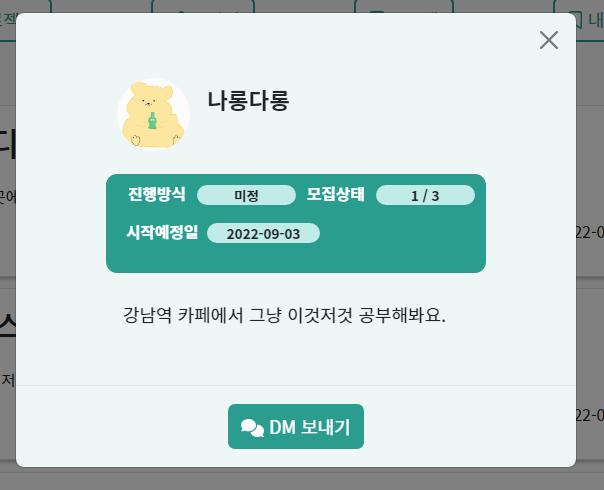 내
나롱다롱
진행방식 미정 모집상태 1 / 3
시작예정일 2022-09-03
강남역 카페에서 그냥 이것저것 공부해봐요.
DM 보내기